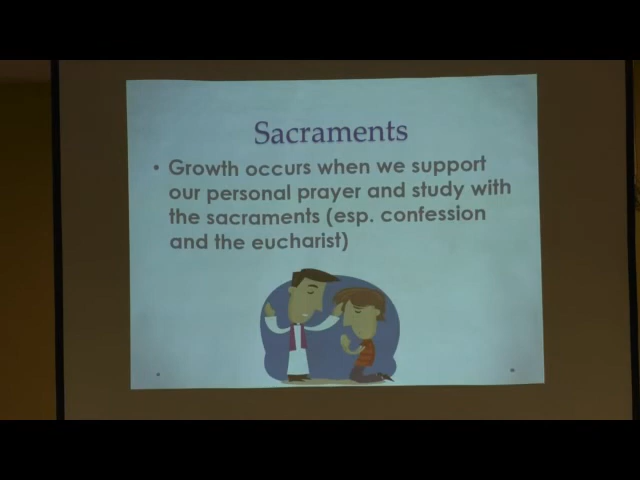 Sacraments
• Growth occurs when we support
our personal prayer and study with
the sacraments (esp. confession
and the eucharist)